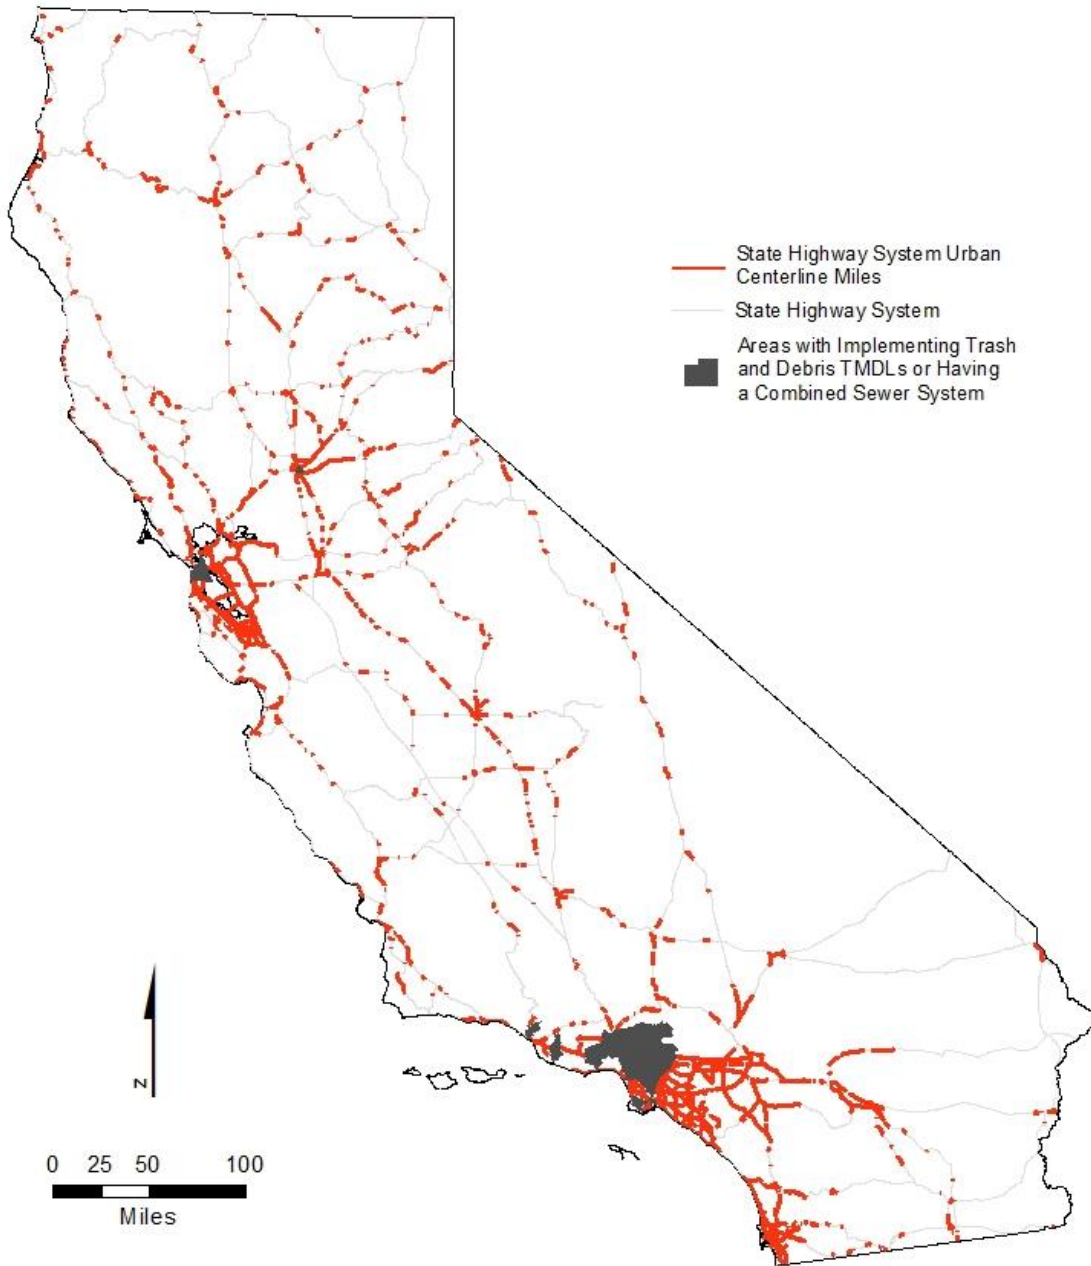 State Highway System Urban
Centerline Miles
State Highway System
Areas with Implementing Trash
and Debris TMDLs or Having
a Combined Sewer System
N
0 25 50 100
Miles